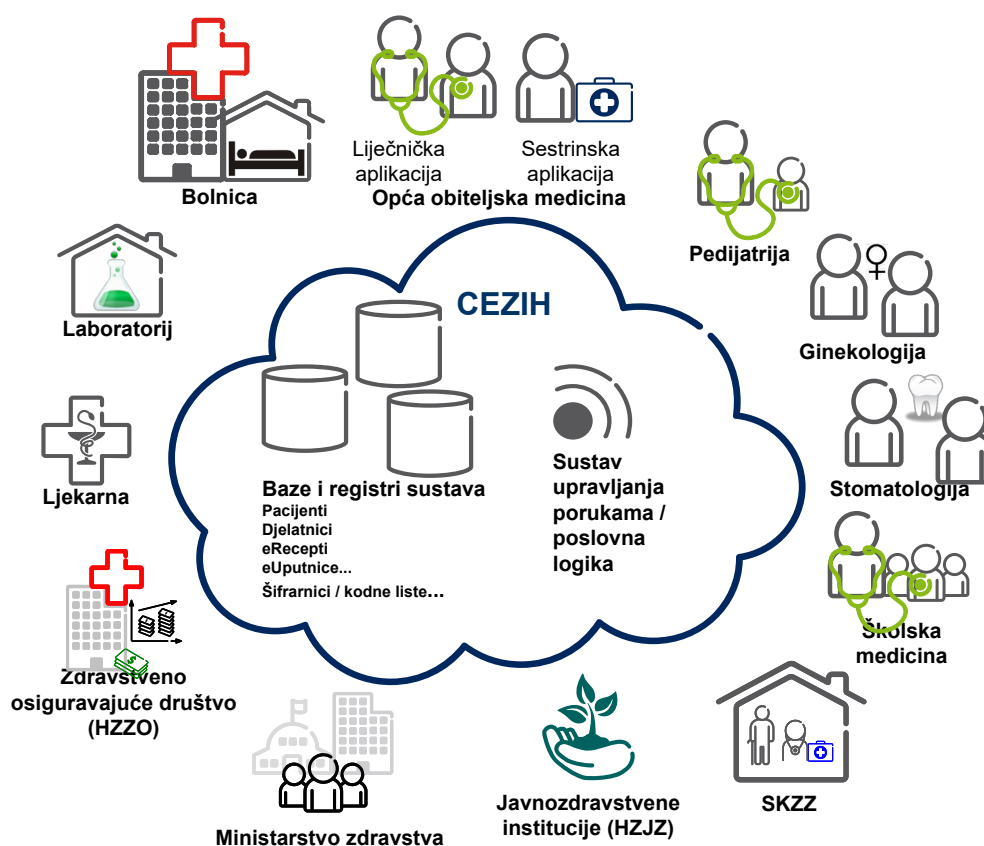 Liječnička
aplikacija
Sestrinska
aplikacija
Bolnica
Opća obiteljska medicina
Pedijatrija
CEZIH
Laboratorij
Ginekologija
Ljekarna
Baze i registri sustava
Pacijenti
Djelatnici
eRecepti
eUputnice...
Šifrarnici / kodne liste...
Sustav
upravljanja
porukama /
poslovna
logika
Stomatologija
Školska
medicina
Zdravstveno
osiguravajuće društvo
(HZZO)
Ministarstvo zdravstva
Javnozdravstvene
institucije (HZJZ)
SKZZ